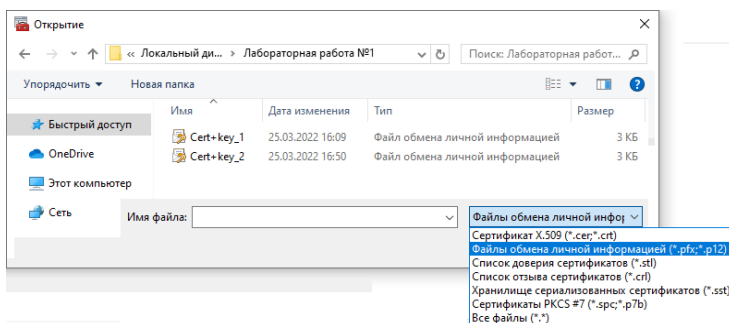 Открытие
« Локальный ди... › Лабораторная работа №1
Поиск: Лабораторная работ...
Упорядочить
Новая папка
Имя
Дата изменения
Тип
Размер
Быстрый доступ
Cert+key_1 25.03.2022 16:09 Файл обмена личной информацией 3 КБ
OneDrive
Cert+key_2 25.03.2022 16:50 Файл обмена личной информацией 3 КБ
Этот компьютер
Сеть
Имя файла:
Файлы обмена личной инфор
Сертификат X.509 (*.cer;*.crt)
Файлы обмена личной информацией (*.pfx;*.p12)
Список доверия сертификатов (*.stl)
Список отзыва сертификатов (*.crl)
Хранилище сериализованных сертификатов (*.sst)
Сертификаты PKCS #7 (*.spc;*.p7b)
Все файлы (*.*)